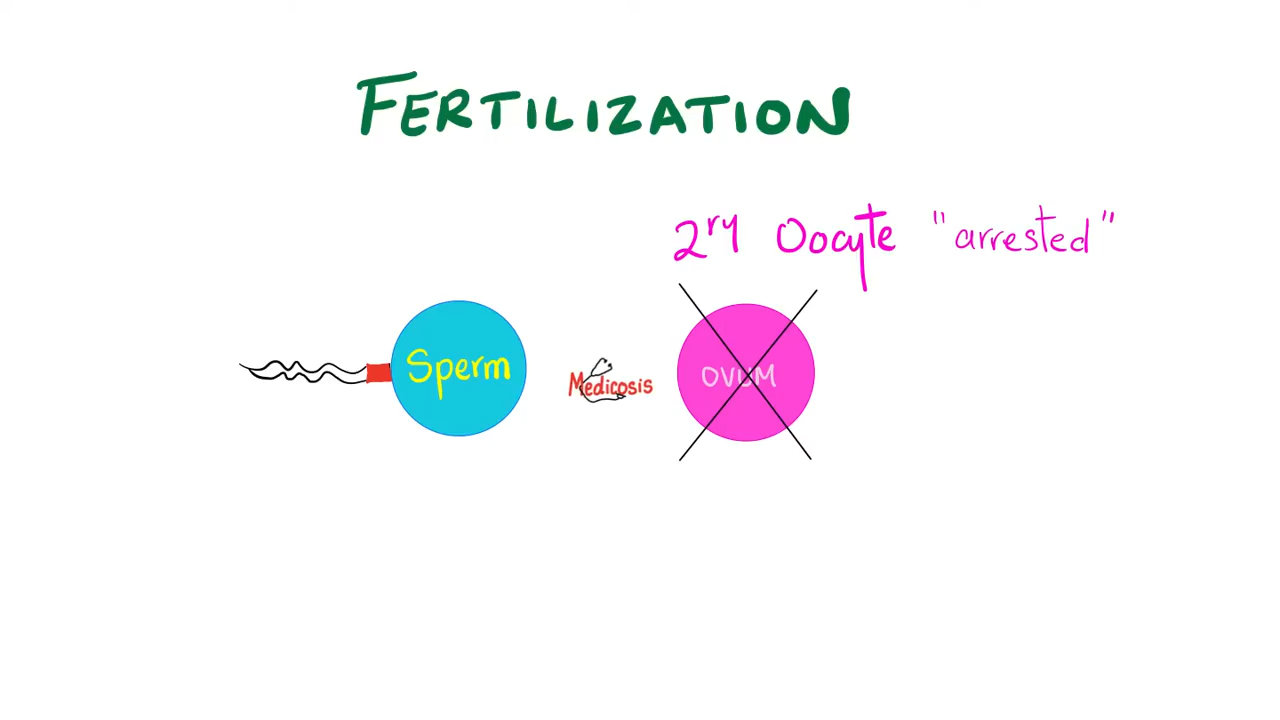 FERTILIZATION
2ry Oocyte "arrested"
Sperm
Medicosis
OVUM